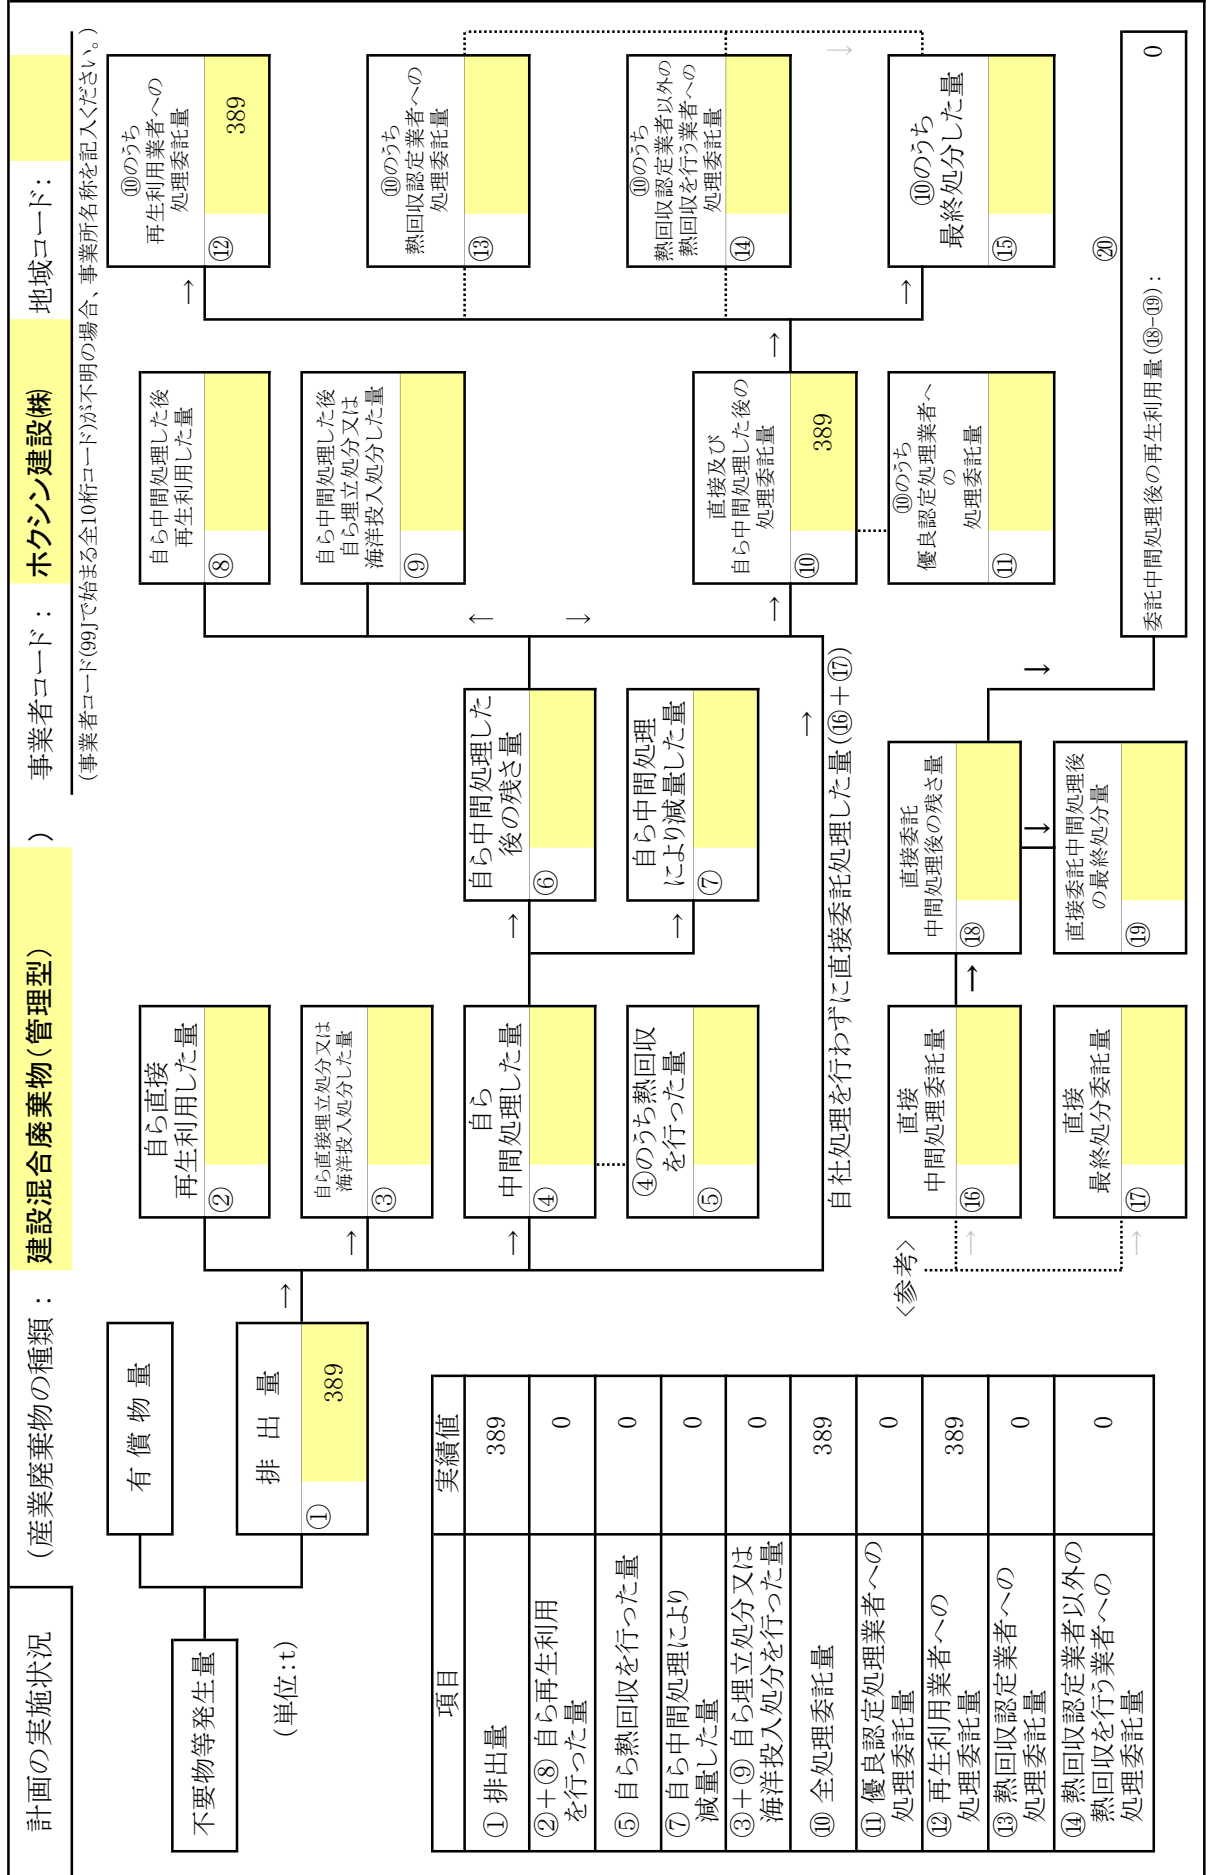 計画の実施状況
(産業廃棄物の種類：
建設混合廃棄物(管理型)
)
事業者コード：
ホクシン建設(株)
地域コード：
(事業者コード(「99」で始まる全10桁コード)が不明の場合、事業所名称を記入ください。)
不要物等発生量
(単位:t)
有 償 物 量
排 出 量
①
389
→
自ら直接
再生利用した量
②
→
自ら直接埋立処分又は
海洋投入処分した量
③
→
自ら
中間処理した量
④
④のうち熱回収
を行った量
⑤
→
自ら中間処理した
後の残さ量
⑥
→
自ら中間処理
により減量した量
⑦
↑
↓
自ら中間処理した後
再生利用した量
⑧
自ら中間処理した後
自ら埋立処分又は
海洋投入処分した量
⑨
→
直接及び
自ら中間処理した後の
処理委託量
⑩
389
⑩のうち
優良認定処理業者へ
の
処理委託量
⑪
→
→
⑩のうち
再生利用業者への
処理委託量
⑫
389
⑩のうち
熱回収認定業者への
処理委託量
⑬
⑩のうち
熱回収認定業者以外の
熱回収を行う業者への
処理委託量
⑭
↓
→
⑩のうち
最終処分した量
⑮
→
自社処理を行わずに直接委託処理した量(⑯＋⑰)
<参考>
→
直接
中間処理委託量
⑯
→
直接
最終処分委託量
⑰
→
直接委託
中間処理後の残さ量
⑱
↓
直接委託中間処理後
の最終処分量
⑲
↓
⑳
委託中間処理後の再生利用量(⑱-⑲)：
0
項目
実績値
① 排出量
389
②＋⑧ 自ら再生利用
を行った量
0
⑤ 自ら熱回収を行った量
0
⑦ 自ら中間処理により
減量した量
0
③＋⑨ 自ら埋立処分又は
海洋投入処分を行った量
0
⑩ 全処理委託量
389
⑪ 優良認定処理業者への
処理委託量
0
⑫ 再生利用業者への
処理委託量
389
⑬ 熱回収認定業者への
処理委託量
0
⑭ 熱回収認定業者以外の
熱回収を行う業者への
処理委託量
0